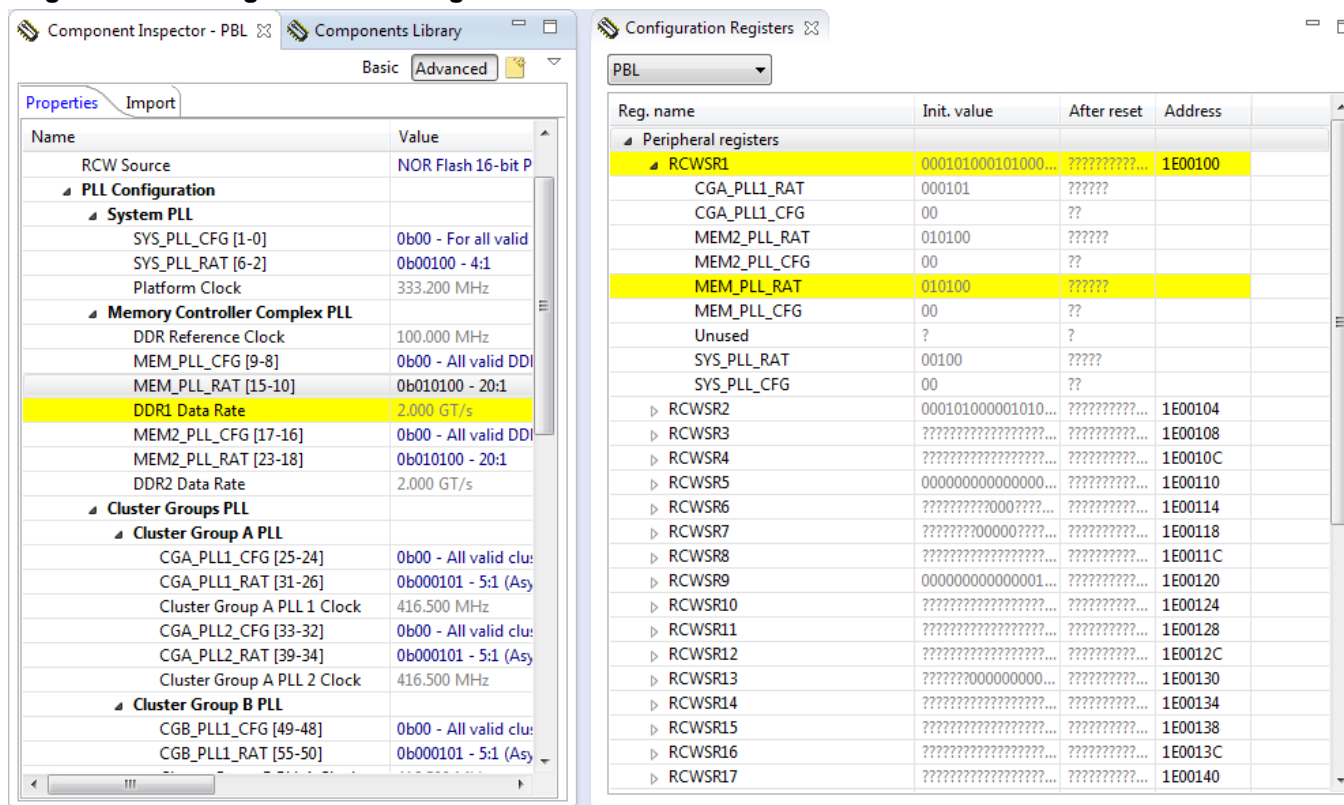 Component Inspector - PBL Components Library
Basic Advanced
Properties Import
Name Value
RCW Source NOR Flash 16-bit P
PLL Configuration
System PLL
SYS_PLL_CFG [1-0] 0b00 - For all valid
SYS_PLL_RAT [6-2] 0b00100 - 4:1
Platform Clock 333.200 MHz
Memory Controller Complex PLL
DDR Reference Clock 100.000 MHz
MEM_PLL_CFG [9-8] 0b00 - All valid DDI
MEM_PLL_RAT [15-10] 0b010100 - 20:1
DDR1 Data Rate 2.000 GT/s
MEM2_PLL_CFG [17-16] 0b00 - All valid DDI
MEM2_PLL_RAT [23-18] 0b010100 - 20:1
DDR2 Data Rate 2.000 GT/s
Cluster Groups PLL
Cluster Group A PLL
CGA_PLL1_CFG [25-24] 0b00 - All valid clus
CGA_PLL1_RAT [31-26] 0b000101 - 5:1 (Asy
Cluster Group A PLL 1 Clock 416.500 MHz
CGA_PLL2_CFG [33-32] 0b00 - All valid clus
CGA_PLL2_RAT [39-34] 0b000101 - 5:1 (Asy
Cluster Group A PLL 2 Clock 416.500 MHz
Cluster Group B PLL
CGB_PLL1_CFG [49-48] 0b00 - All valid clus
CGB_PLL1_RAT [55-50] 0b000101 - 5:1 (Asy
Configuration Registers
PBL
Reg. name Init. value After reset Address
Peripheral registers
RCWSR1 000101000101000... ??????????... 1E00100
CGA_PLL1_RAT 000101 ??????
CGA_PLL1_CFG 00 ??
MEM2_PLL_RAT 010100 ??????
MEM2_PLL_CFG 00 ??
MEM_PLL_RAT 010100 ??????
MEM_PLL_CFG 00 ??
Unused ? ?
SYS_PLL_RAT 00100 ?????
SYS_PLL_CFG 00 ??
RCWSR2 000101000001010... ??????????... 1E00104
RCWSR3 ??????????????????... ??????????... 1E00108
RCWSR4 ??????????????????... ??????????... 1E0010C
RCWSR5 000000000000000... ??????????... 1E00110
RCWSR6 ??????????000????... ??????????... 1E00114
RCWSR7 ????????00000????... ??????????... 1E00118
RCWSR8 ??????????????????... ??????????... 1E0011C
RCWSR9 000000000000001... ??????????... 1E00120
RCWSR10 ??????????????????... ??????????... 1E00124
RCWSR11 ??????????????????... ??????????... 1E00128
RCWSR12 ??????????????????... ??????????... 1E0012C
RCWSR13 ???????000000000... ??????????... 1E00130
RCWSR14 ??????????????????... ??????????... 1E00134
RCWSR15 ??????????????????... ??????????... 1E00138
RCWSR16 ??????????????????... ??????????... 1E0013C
RCWSR17 ??????????????????... ??????????... 1E00140